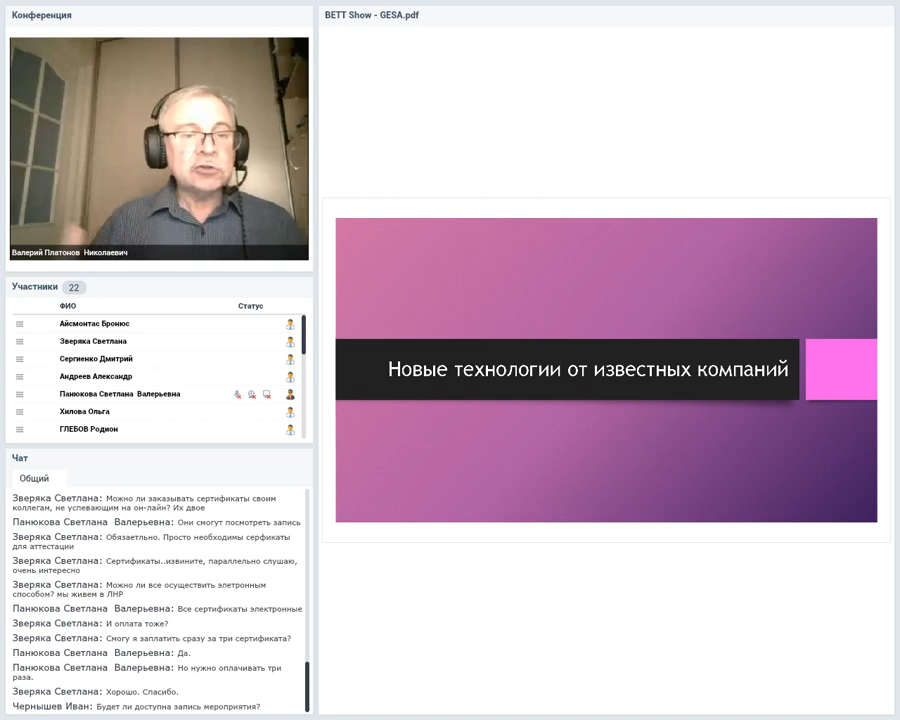 Конференция
Валерий Платонов Николаевич
Участники 22
ФИО Статус
Айсмонтас Бронюс
Зверяка Светлана
Сергиенко Дмитрий
Андреев Александр
Панюкова Светлана Валерьевна
Хилова Ольга
ГЛЕБОВ Родион
Чат
Общий
Зверяка Светлана: Можно ли заказывать сертификаты своим
коллегам, не успевающим на он-лайн? Их двое
Панюкова Светлана Валерьевна: Они смогут посмотреть запись
Зверяка Светлана: Обязаетльно. Просто необходимы серфикаты
для аттестации
Зверяка Светлана: Сертификаты..извините, параллельно слушаю,
очень интересно
Зверяка Светлана: Можно ли все осуществить элетронным
способом? мы живем в ЛНР
Панюкова Светлана Валерьевна: Все сертификаты электронные
Зверяка Светлана: И оплата тоже?
Зверяка Светлана: Смогу я заплатить сразу за три сертификата?
Панюкова Светлана Валерьевна: Да.
Панюкова Светлана Валерьевна: Но нужно оплачивать три
раза.
Зверяка Светлана: Хорошо. Спасибо.
Чернышев Иван: Будет ли доступна запись мероприятия?
BETT Show - GESA.pdf
Новые технологии от известных компаний